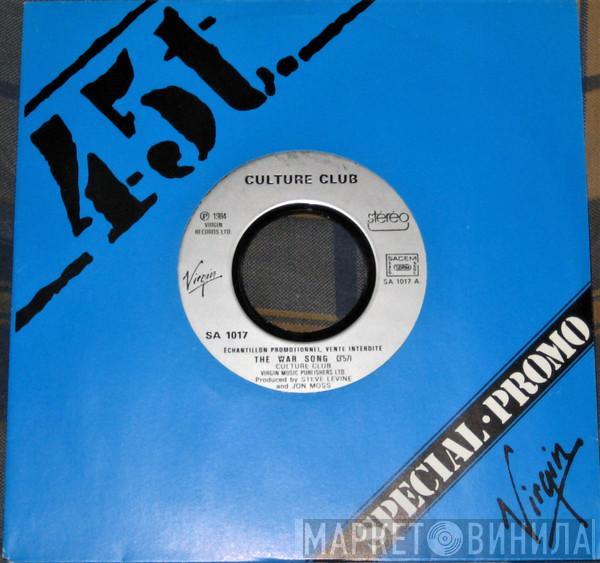 45t.
CULTURE CLUB
℗ 1984
VIRGIN
RECORDS LTD.
stéréo
Virgin
SACEM
SA 1017 A
SA 1017
ÉCHANTILLON PROMOTIONNEL, VENTE INTERDITE
THE WAR SONG (3'57)
CULTURE CLUB
VIRGIN MUSIC PUBLISHERS LTD.
Produced by STEVE LEVINE
and JON MOSS
SPECIAL·PROMO
Virgin
МАРКЕТ ВИНИЛА